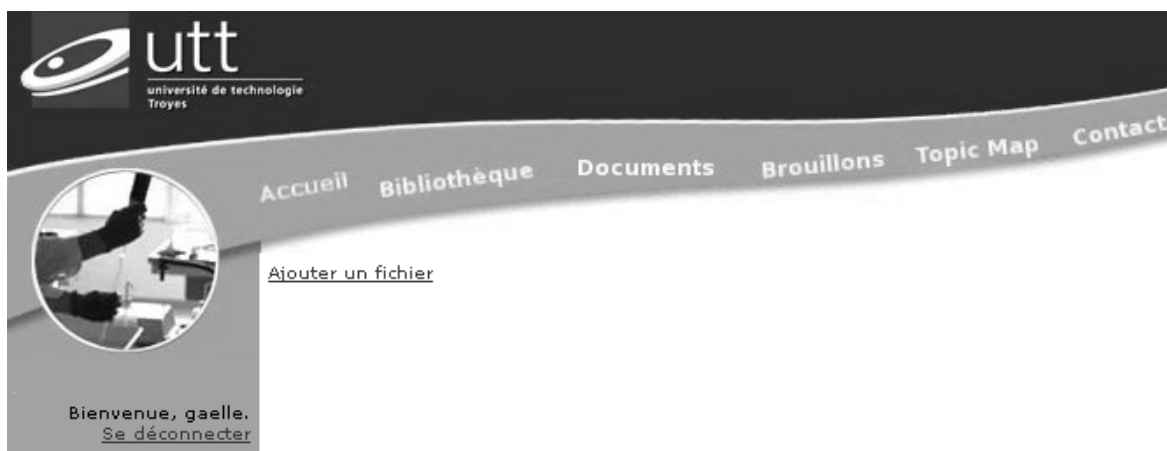 utt
université de technologie
Troyes
Accueil Bibliothèque Documents Brouillons Topic Map Contact
Ajouter un fichier
Bienvenue, gaelle.
Se déconnecter